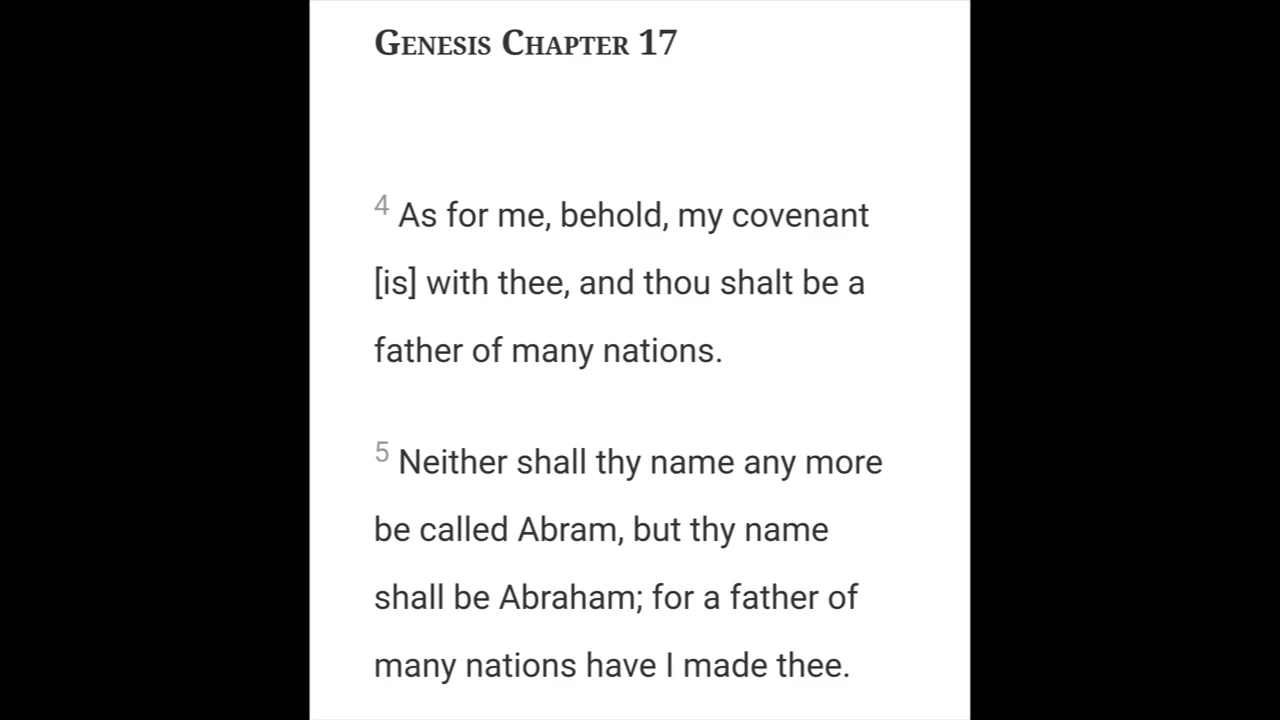 Genesis Chapter 17
4 As for me, behold, my covenant
[is] with thee, and thou shalt be a
father of many nations.
5 Neither shall thy name any more
be called Abram, but thy name
shall be Abraham; for a father of
many nations have I made thee.